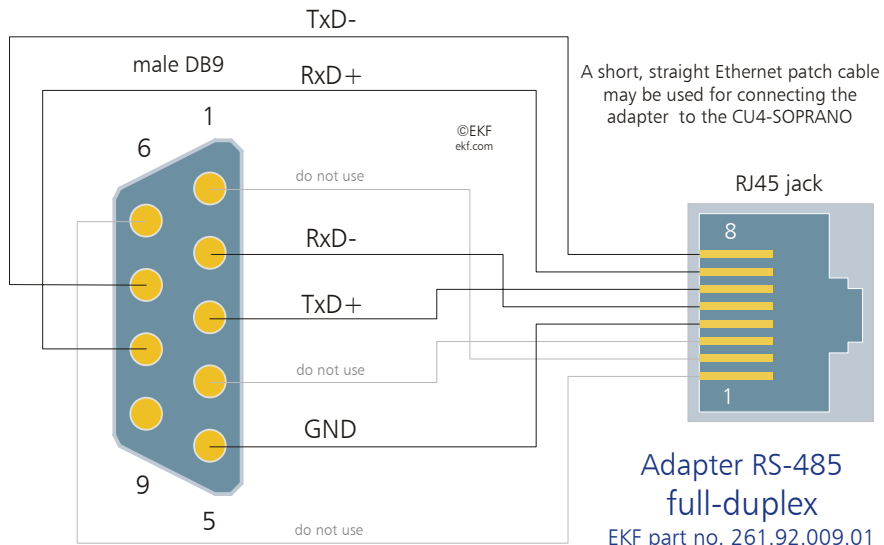 TxD-
male DB9
RxD+
A short, straight Ethernet patch cable
may be used for connecting the
adapter to the CU4-SOPRANO
1
©EKF
ekf.com
6
do not use
RJ45 jack
8
RxD-
TxD+
do not use
1
GND
Adapter RS-485
full-duplex
9
5
do not use
EKF part no. 261.92.009.01